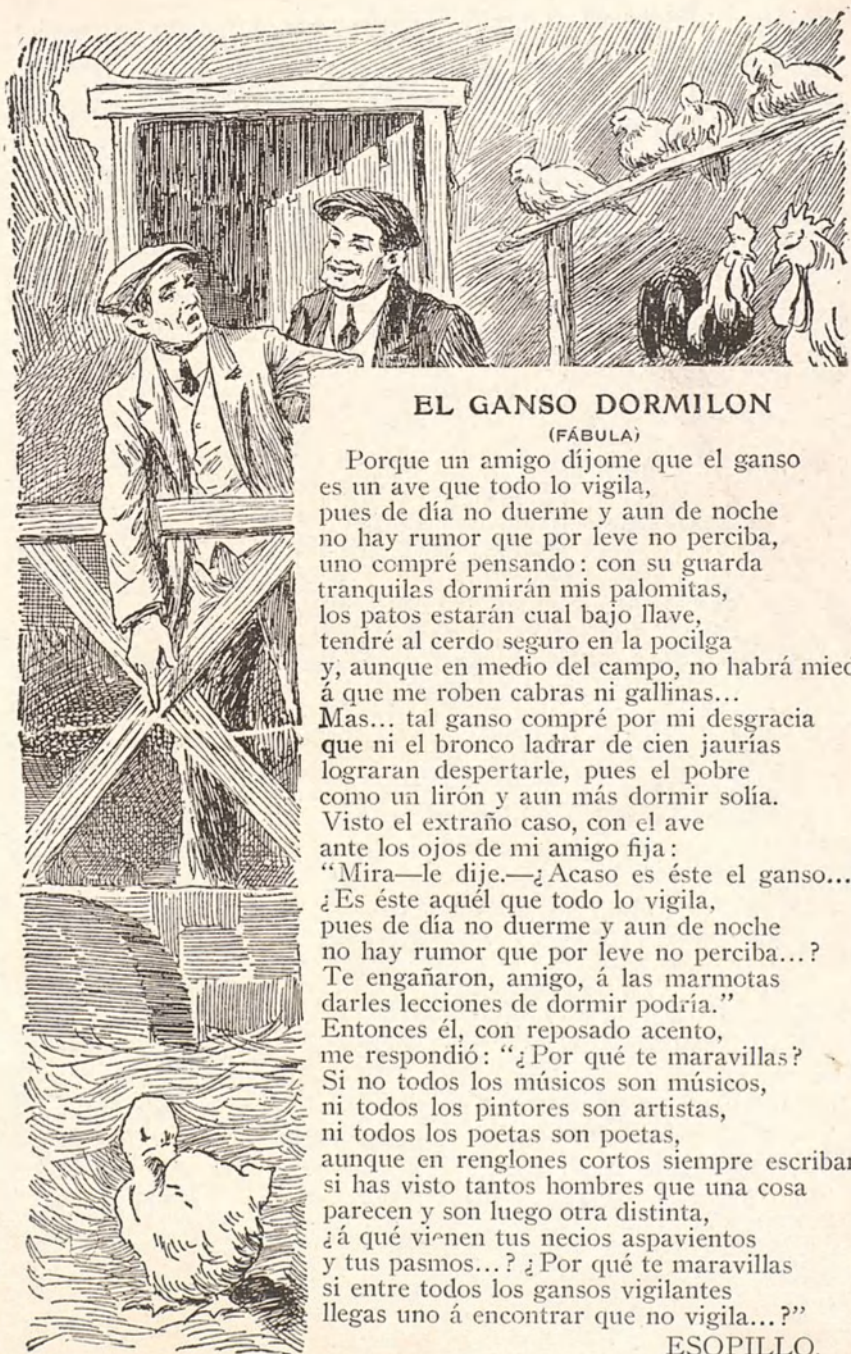 EL GANSO DORMILON
(FÁBULA)
Porque un amigo díjome que el ganso
es un ave que todo lo vigila,
pues de día no duerme y aun de noche
no hay rumor que por leve no perciba,
uno compré pensando: con su guarda
tranquilas dormirán mis palomitas,
los patos estarán cual bajo llave,
tendré al cerdo seguro en la pocilga
y, aunque en medio del campo, no habrá mied
á que me roben cabras ni gallinas...
Mas... tal ganso compré por mi desgracia
que ni el bronco ladrar de cien jaurías
lograran despertarle, pues el pobre
como un lirón y aun más dormir solía.
Visto el extraño caso, con el ave
ante los ojos de mi amigo fija:
“Mira—le dije.—¿Acaso es éste el ganso...
¿Es éste aquél que todo lo vigila,
pues de día no duerme y aun de noche
no hay rumor que por leve no perciba...?
Te engañaron, amigo, á las marmotas
darles lecciones de dormir podría.”
Entonces él, con reposado acento,
me respondió: “¿Por qué te maravillas?
Si no todos los músicos son músicos,
ni todos los pintores son artistas,
ni todos los poetas son poetas,
aunque en renglones cortos siempre escriban
si has visto tantos hombres que una cosa
parecen y son luego otra distinta,
¿á qué vienen tus necios aspavientos
y tus pasmos...? ¿Por qué te maravillas
si entre todos los gansos vigilantes
llegas uno á encontrar que no vigila...?”
ESOPILLO.